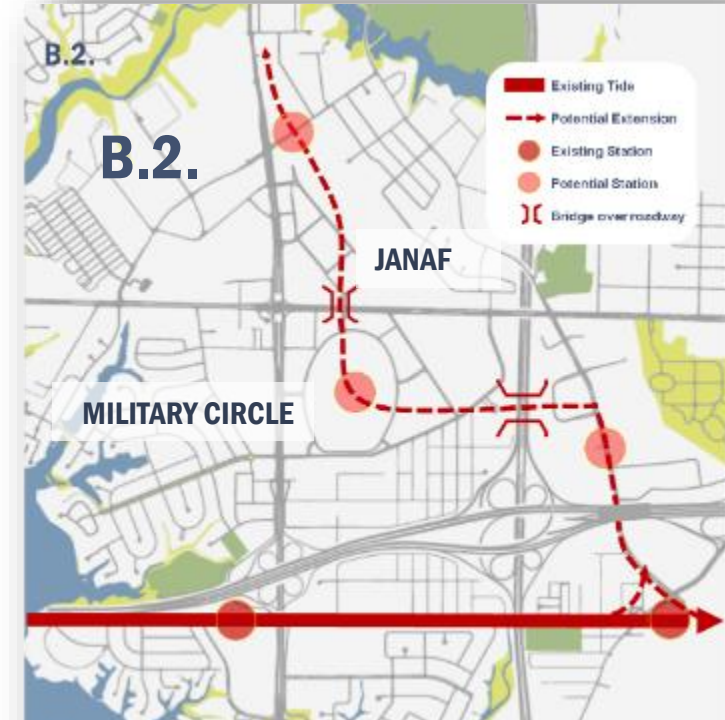 B.2.
B.2.
Existing Tide
Potential Extension
Existing Station
Potential Station
Bridge over roadway
JANAF
MILITARY CIRCLE